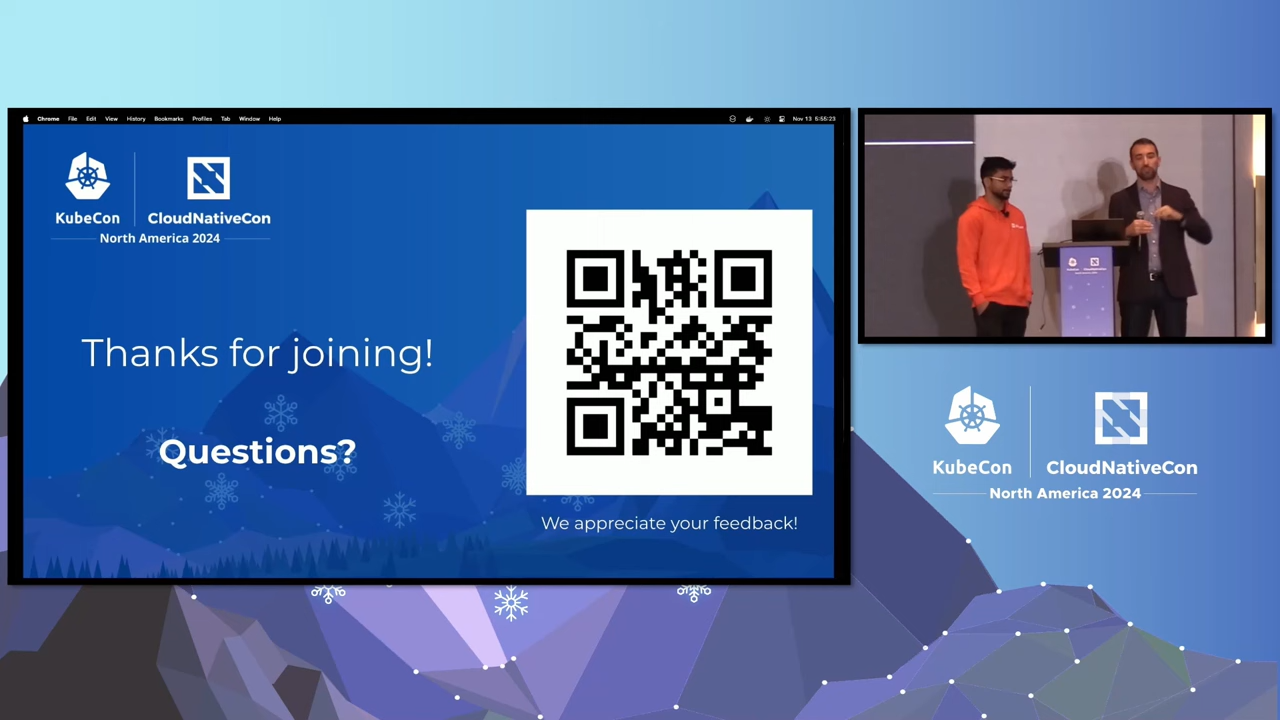 Chrome File Edit View History Bookmarks Profiles Tab Window Help
Nov 13 5:55:23
KubeCon
CloudNativeCon
North America 2024
Thanks for joining!
Questions?
We appreciate your feedback!
KubeCon
CloudNativeCon
North America 2024